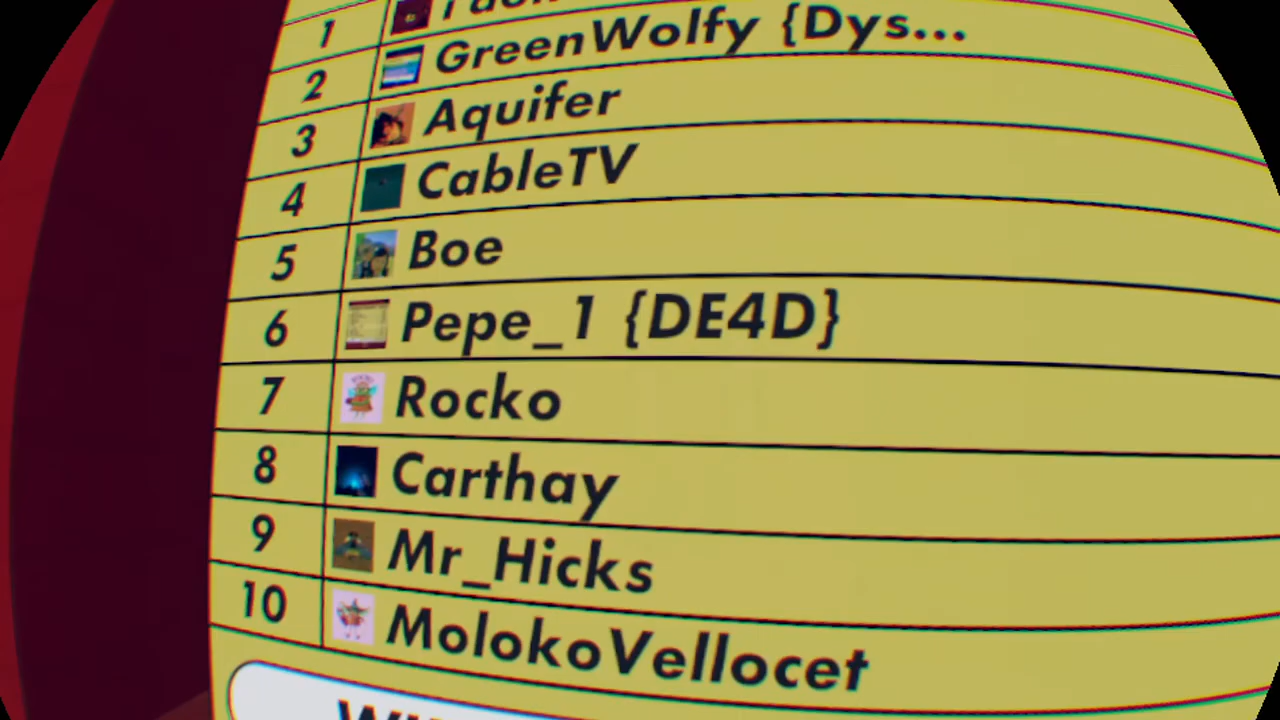 1
2 GreenWolfy {Dys...
3 Aquifer
4 CableTV
5 Boe
6 Pepe_1 {DE4D}
7 Rocko
8 Carthay
9 Mr_Hicks
10 MolokoVellocet